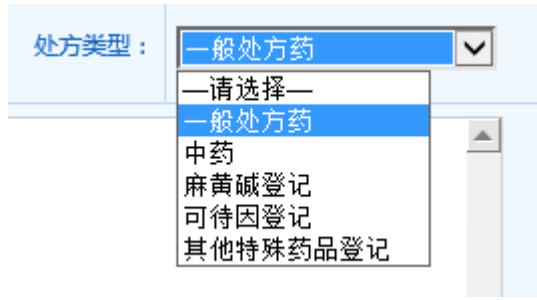 处方类型：
一般处方药
—请选择—
一般处方药
中药
麻黄碱登记
可待因登记
其他特殊药品登记